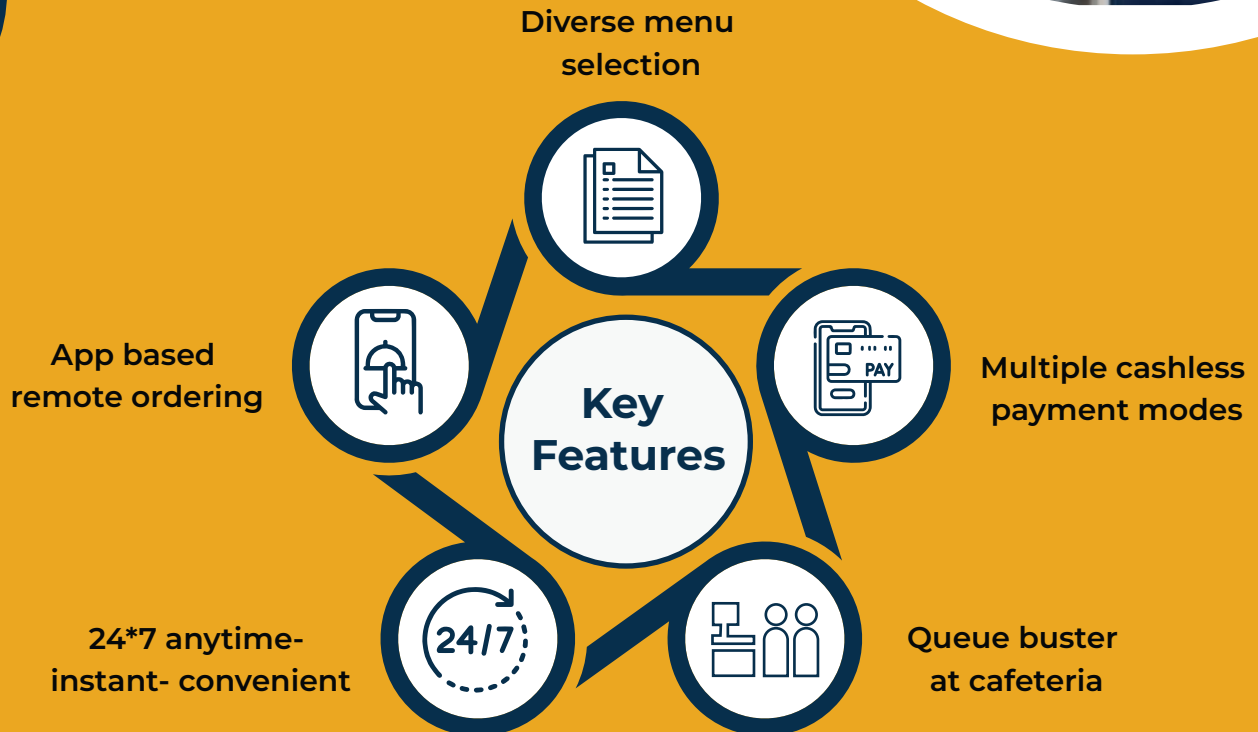 Diverse menu
selection
App based
remote ordering
PAY
Multiple cashless
payment modes
Key
Features
24*7 anytime-
instant- convenient
24/7
Queue buster
at cafeteria